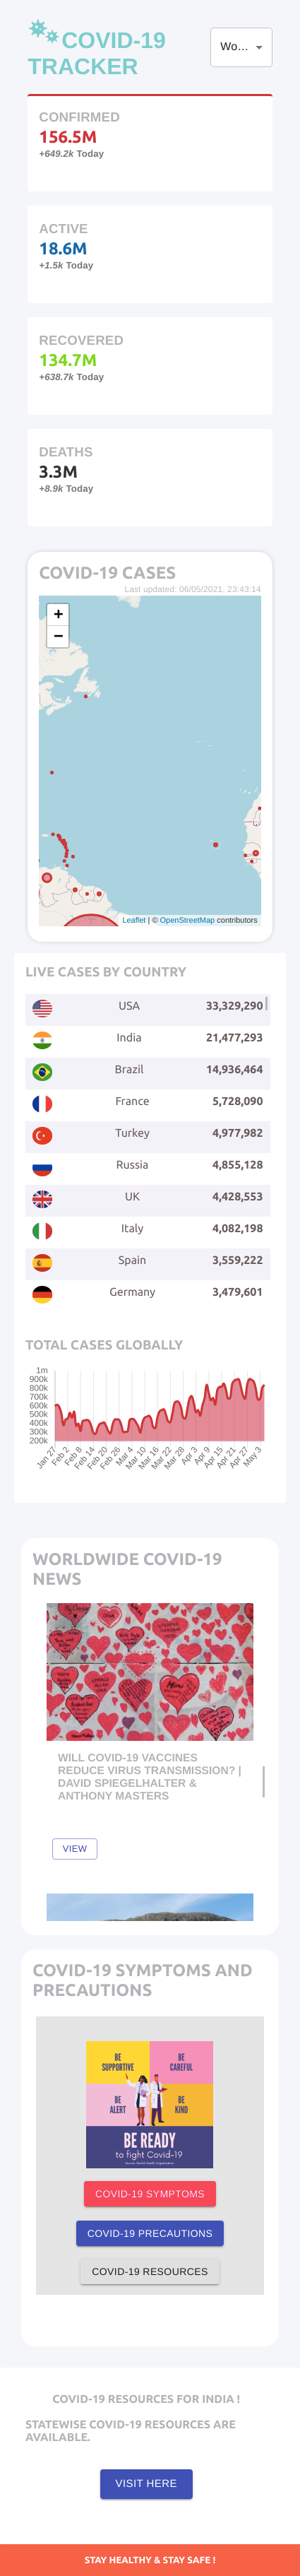 COVID-19
TRACKER
Wo...
CONFIRMED
156.5M
+649.2k Today
ACTIVE
18.6M
+1.5k Today
RECOVERED
134.7M
+638.7k Today
DEATHS
3.3M
+8.9k Today
COVID-19 CASES
Last updated: 06/05/2021, 23:43:14
+
−
Leaflet | © OpenStreetMap contributors
LIVE CASES BY COUNTRY
USA 33,329,290
India 21,477,293
Brazil 14,936,464
France 5,728,090
Turkey 4,977,982
Russia 4,855,128
UK 4,428,553
Italy 4,082,198
Spain 3,559,222
Germany 3,479,601
TOTAL CASES GLOBALLY
1m
900k
800k
700k
600k
500k
400k
300k
200k
Jan 27 Feb 2 Feb 8 Feb 14 Feb 20 Feb 26 Mar 4 Mar 10 Mar 16 Mar 22 Mar 28 Apr 3 Apr 9 Apr 15 Apr 21 Apr 27 May 3
WORLDWIDE COVID-19
NEWS
WILL COVID-19 VACCINES
REDUCE VIRUS TRANSMISSION? |
DAVID SPIEGELHALTER &
ANTHONY MASTERS
VIEW
COVID-19 SYMPTOMS AND
PRECAUTIONS
BE SUPPORTIVE
BE CAREFUL
BE ALERT
BE KIND
BE READY
to fight Covid-19
COVID-19 SYMPTOMS
COVID-19 PRECAUTIONS
COVID-19 RESOURCES
COVID-19 RESOURCES FOR INDIA !
STATEWISE COVID-19 RESOURCES ARE
AVAILABLE.
VISIT HERE
STAY HEALTHY & STAY SAFE !